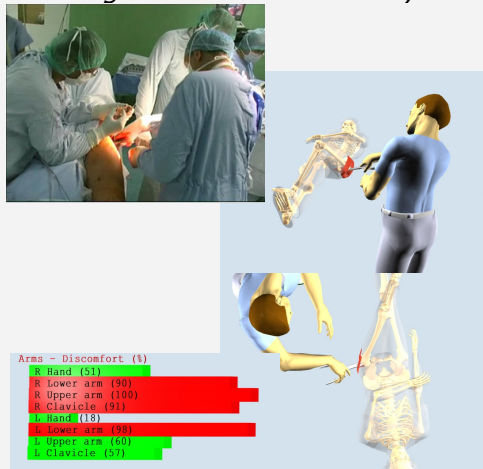 Arms - Discomfort (%)
R Hand (51)
R Lower arm (90)
R Upper arm (100)
R Clavicle (91)
L Hand (18)
L Lower arm (98)
L Upper arm (60)
L Clavicle (57)